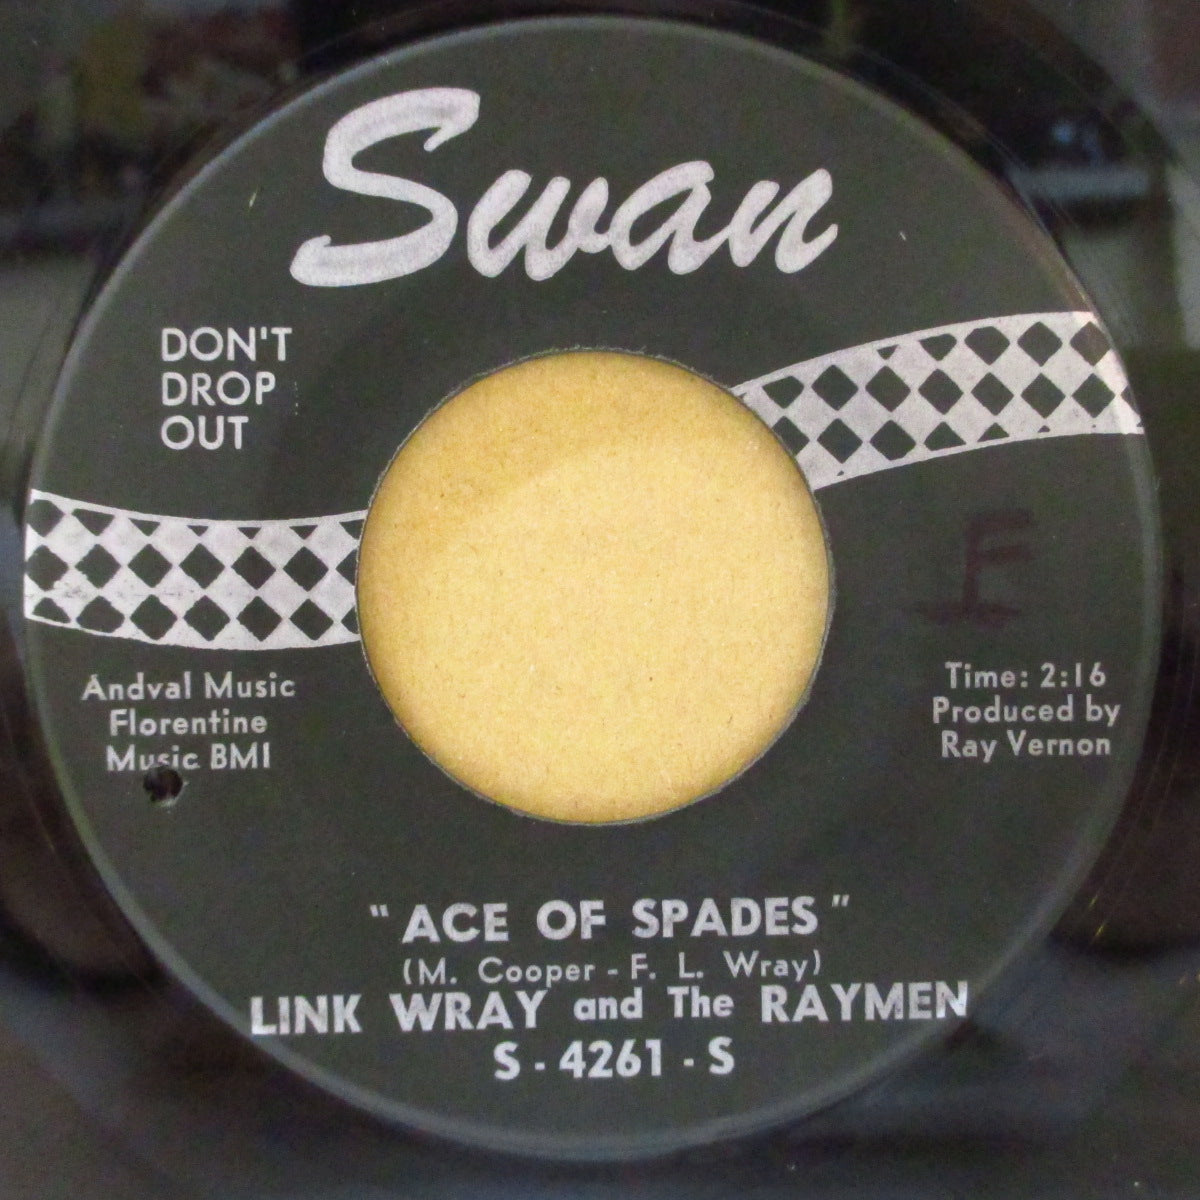 Swan
DON'T
DROP
OUT
Andval Music
Florentine
Music BMI
F
Time: 2:16
Produced by
Ray Vernon
"ACE OF SPADES"
(M. Cooper - F. L. Wray)
LINK WRAY and The RAYMEN
S - 4261 - S